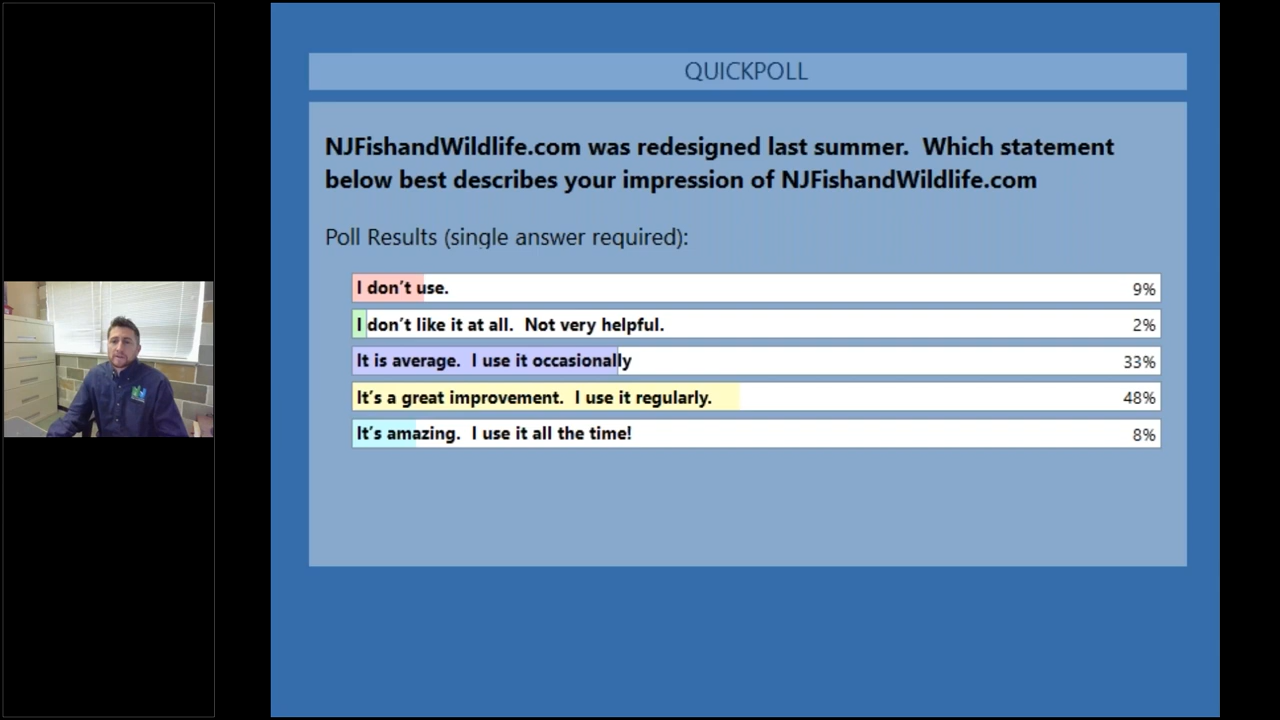 QUICKPOLL
NJFishandWildlife.com was redesigned last summer.  Which statement
below best describes your impression of NJFishandWildlife.com
Poll Results (single answer required):
I don’t use. 9%
I don’t like it at all.  Not very helpful. 2%
It is average.  I use it occasionally 33%
It’s a great improvement.  I use it regularly. 48%
It’s amazing.  I use it all the time! 8%